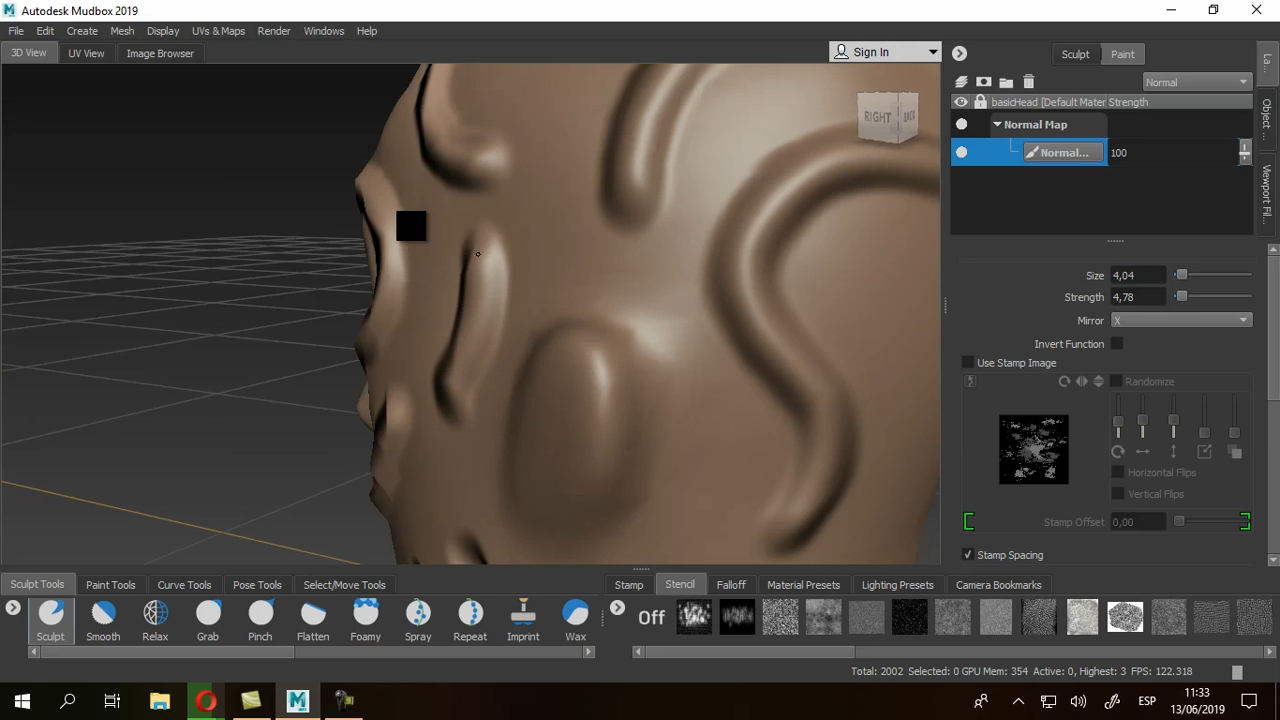 Autodesk Mudbox 2019
File Edit Create Mesh Display UVs & Maps Render Windows Help
3D View UV View Image Browser
Sign In
RIGHT
Sculpt Paint
Normal
basicHead [Default Mater Strength
Normal Map
Normal... 100
La...
Object ...
Viewport Fil...
Size 4,04
Strength 4,78
Mirror X
Invert Function
Use Stamp Image
Randomize
Horizontal Flips
Vertical Flips
Stamp Offset 0,00
Stamp Spacing
Sculpt Tools Paint Tools Curve Tools Pose Tools Select/Move Tools
Stamp Stencil Falloff Material Presets Lighting Presets Camera Bookmarks
Off
Sculpt Smooth Relax Grab Pinch Flatten Foamy Spray Repeat Imprint Wax
Total: 2002 Selected: 0 GPU Mem: 354 Active: 0, Highest: 3 FPS: 122.318
ESP
11:33
13/06/2019